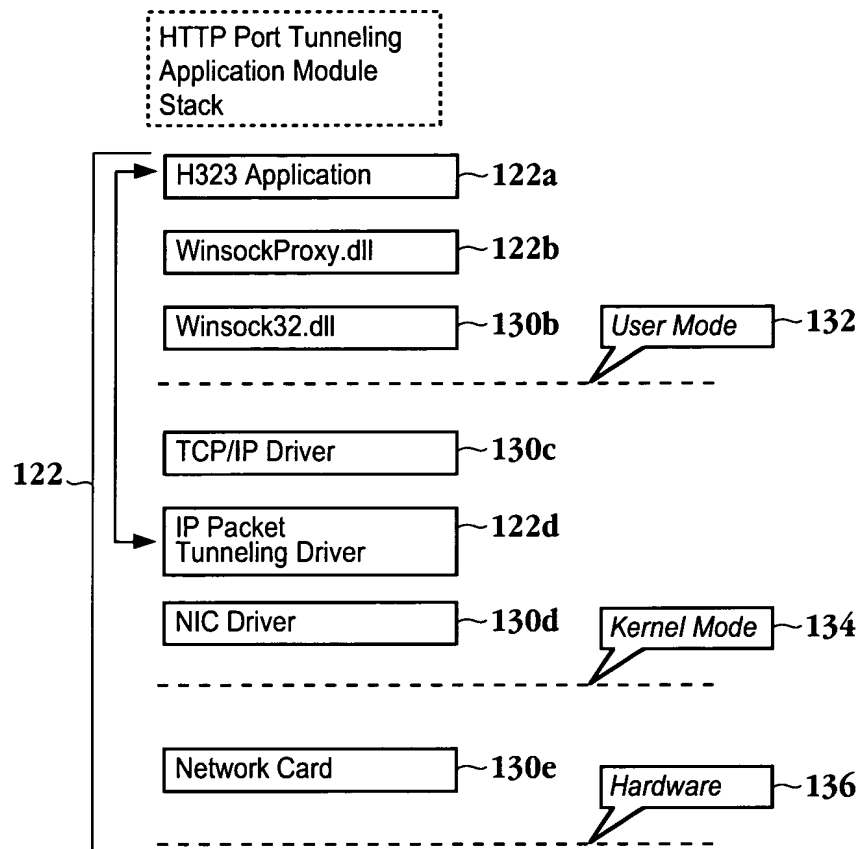 HTTP Port Tunneling
Application Module
Stack
H323 Application
122a
WinsockProxy.dll
122b
Winsock32.dll
130b
User Mode
132
TCP/IP Driver
130c
122
IP Packet
Tunneling Driver
122d
NIC Driver
130d
Kernel Mode
134
Network Card
130e
Hardware
136